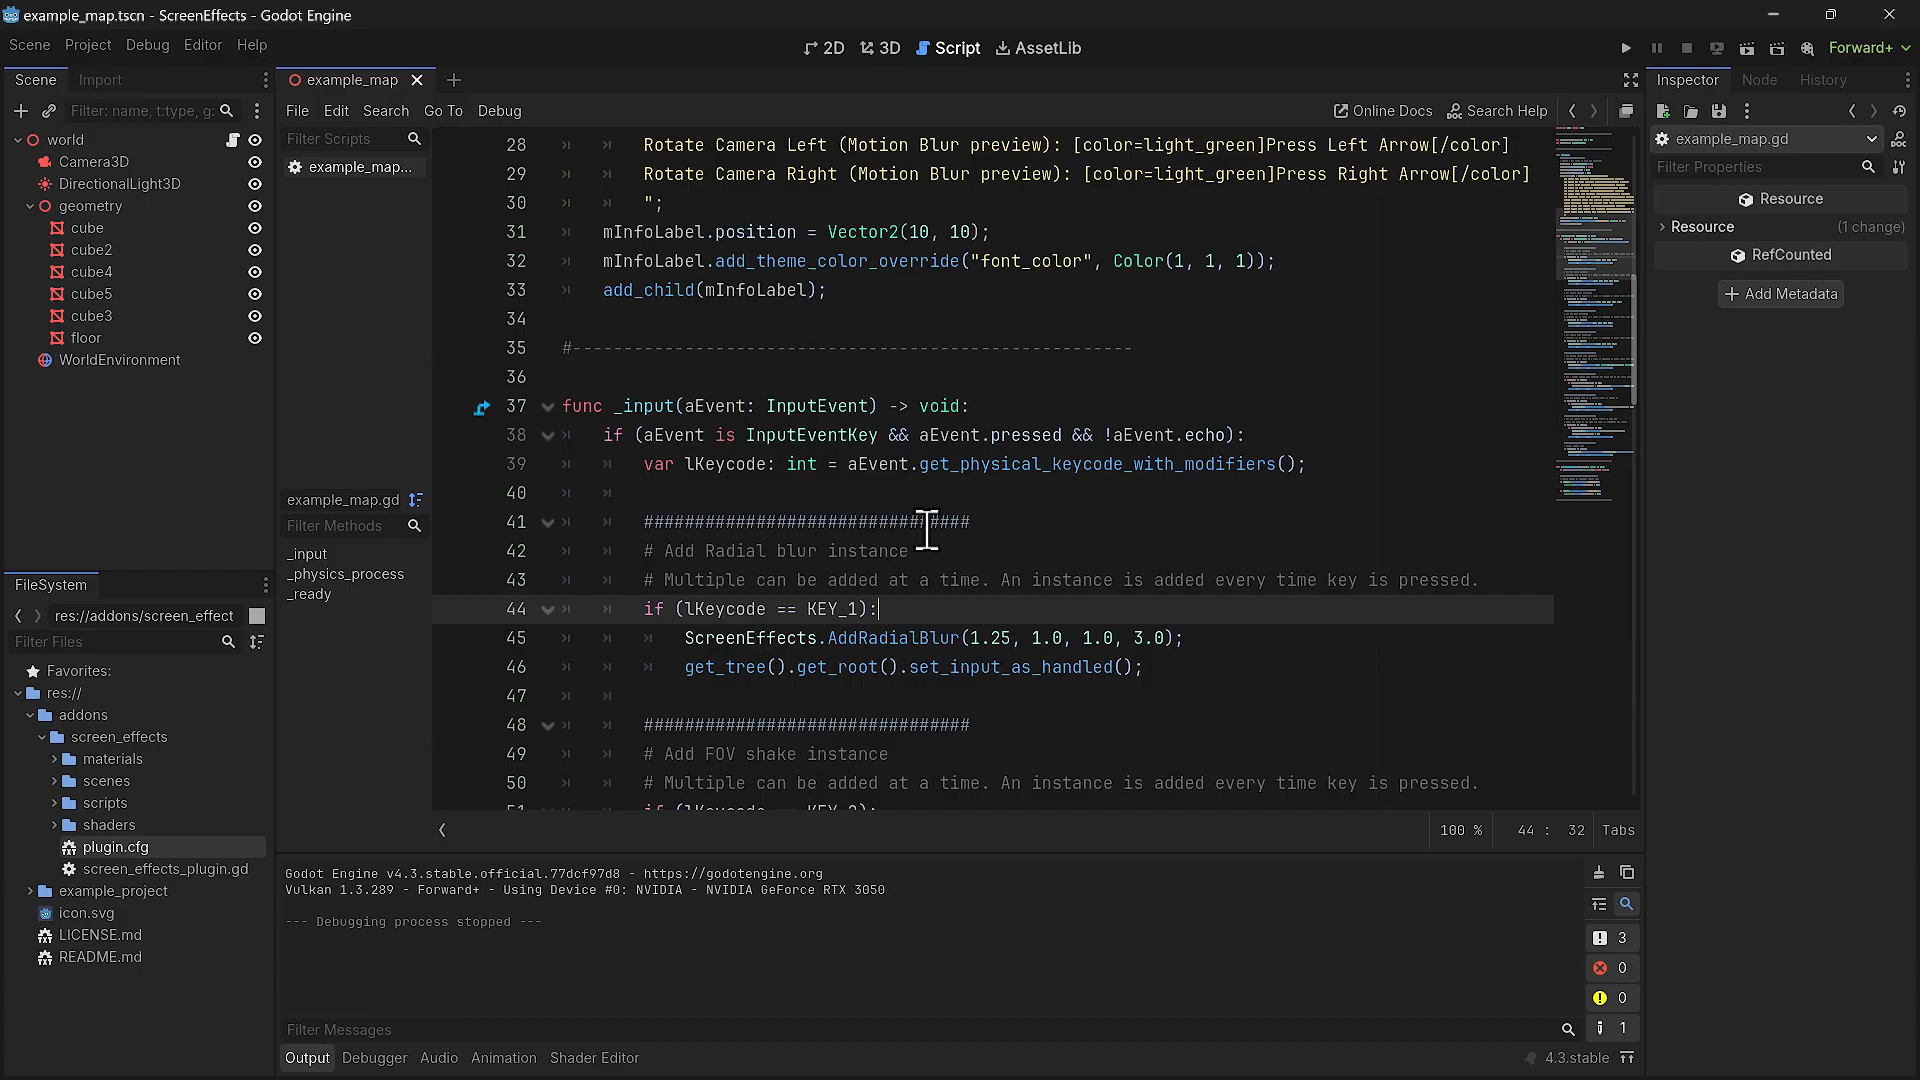 example_map.tscn - ScreenEffects - Godot Engine
Scene Project Debug Editor Help
2D 3D Script AssetLib
Forward+
Scene Import
Filter: name, t:type, g:
world
Camera3D
DirectionalLight3D
geometry
cube
cube2
cube4
cube5
cube3
floor
WorldEnvironment
FileSystem
res://addons/screen_effect
Filter Files
Favorites:
res://
addons
screen_effects
materials
scenes
scripts
shaders
plugin.cfg
screen_effects_plugin.gd
example_project
icon.svg
LICENSE.md
README.md
example_map
File Edit Search Go To Debug
Online Docs Search Help
Filter Scripts
example_map...
example_map.gd
Filter Methods
_input
_physics_process
_ready
28 Rotate Camera Left (Motion Blur preview): [color=light_green]Press Left Arrow[/color]
29 Rotate Camera Right (Motion Blur preview): [color=light_green]Press Right Arrow[/color]
30 ";
31 mInfoLabel.position = Vector2(10, 10);
32 mInfoLabel.add_theme_color_override("font_color", Color(1, 1, 1));
33 add_child(mInfoLabel);
34
35 #-------------------------------------------------------
36
37 func _input(aEvent: InputEvent) -> void:
38 if (aEvent is InputEventKey && aEvent.pressed && !aEvent.echo):
39 var lKeycode: int = aEvent.get_physical_keycode_with_modifiers();
40
41 ################################
42 # Add Radial blur instance
43 # Multiple can be added at a time. An instance is added every time key is pressed.
44 if (lKeycode == KEY_1):
45 ScreenEffects.AddRadialBlur(1.25, 1.0, 1.0, 3.0);
46 get_tree().get_root().set_input_as_handled();
47
48 ################################
49 # Add FOV shake instance
50 # Multiple can be added at a time. An instance is added every time key is pressed.
51 if (lKeycode == KEY_2):
100 % 44 : 32 Tabs
Godot Engine v4.3.stable.official.77dcf97d8 - https://godotengine.org
Vulkan 1.3.289 - Forward+ - Using Device #0: NVIDIA - NVIDIA GeForce RTX 3050
--- Debugging process stopped ---
3
0
0
1
Filter Messages
Output Debugger Audio Animation Shader Editor
4.3.stable
Inspector Node History
example_map.gd
Filter Properties
Resource
Resource (1 change)
RefCounted
Add Metadata